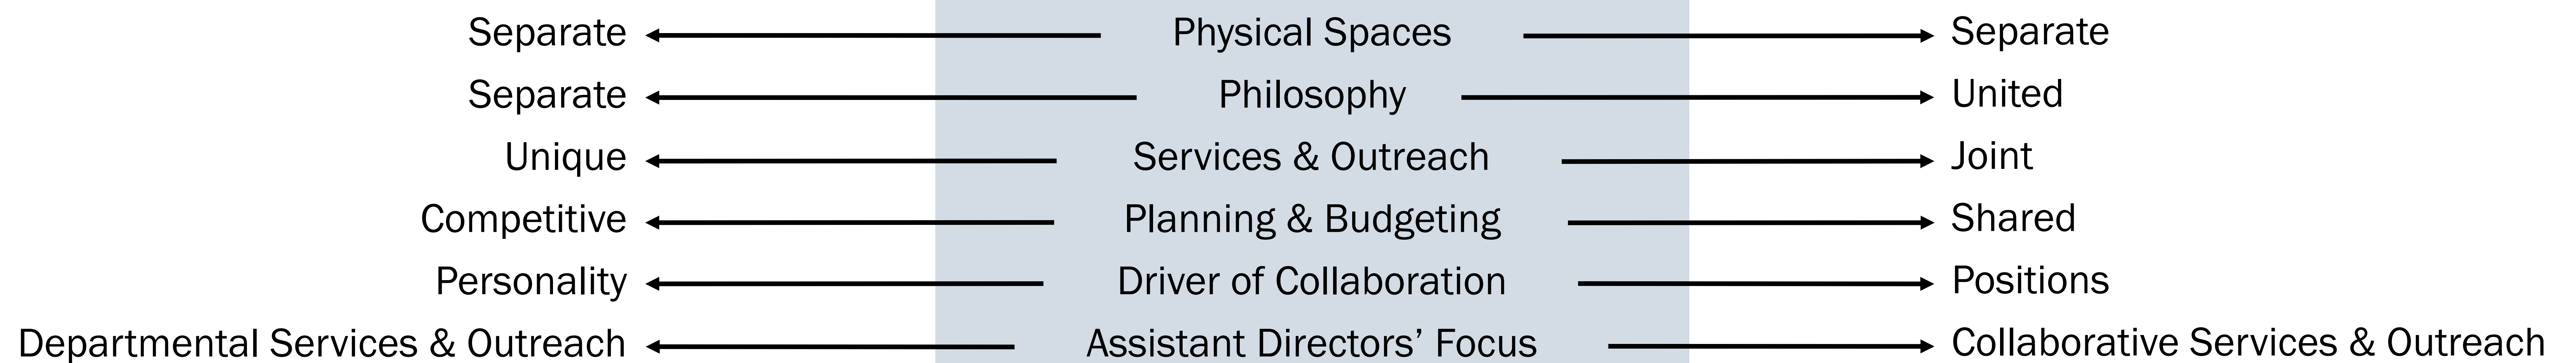 Separate Physical Spaces Separate
Separate Philosophy United
Unique Services & Outreach Joint
Competitive Planning & Budgeting Shared
Personality Driver of Collaboration Positions
Departmental Services & Outreach Assistant Directors’ Focus Collaborative Services & Outreach